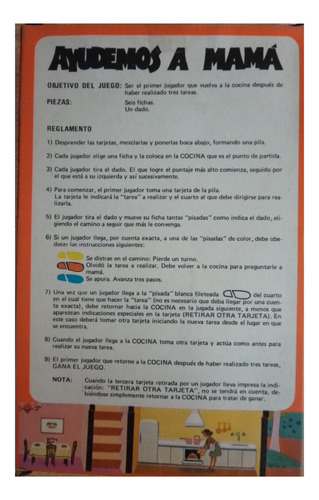 AYUDEMOS A MAMÁ
OBJETIVO DEL JUEGO: Ser el primer jugador que vuelva a la cocina después de
haber realizado tres tareas.
PIEZAS: Seis fichas.
Un dado.
REGLAMENTO
1) Desprender las tarjetas, mezclarlas y ponerlas boca abajo, formando una pila.
2) Cada jugador elige una ficha y la coloca en la COCINA que es el punto de partida.
3) Cada jugador tira el dado. El que logre el puntaje más alto comienza, seguido por
el que está a su izquierda y así sucesivamente.
4) Para comenzar, el primer jugador toma una tarjeta de la pila.
La tarjeta le indicará la "tarea" a realizar y el cuarto al que debe dirigirse para rea-
lizarla.
5) El jugador tira el dado y mueve su ficha tantas "pisadas" como indica el dado, eli-
giendo el camino a seguir que más le convenga.
6) Si un jugador llega, por cuenta exacta, a una de las "pisadas" de color, debe obe-
decer las instrucciones siguientes:
Se distrae en el camino: Pierde un turno.
Olvidó la tarea a realizar. Debe volver a la cocina para preguntarle a
mamá.
Se apura. Avanza tres pasos.
7) Una vez que un jugador llega a la "pisada" blanca fileteada del cuarto
en el cual tiene que hacer la "tarea" (no es necesario que deba llegar por una cuen-
ta exacta), debe retornar hacia la COCINA en la jugada siguiente, a menos que
aparezcan indicaciones especiales en la tarjeta (RETIRAR OTRA TARJETA). En
este caso deberá tomar otra tarjeta iniciando la nueva tarea desde el lugar en que
se encuentra.
8) Cuando el jugador llega a la COCINA toma otra tarjeta y actúa como antes para
realizar su nueva tarea.
9) El primer jugador que retorne a la COCINA después de haber realizado tres tareas,
GANA EL JUEGO.
NOTA: Cuando la tercera tarjeta retirada por un jugador lleva impresa la indi-
cación: "RETIRAR OTRA TARJETA", no se tendrá en cuenta, de-
biéndose simplemente retornar a la COCINA para tratar de ganar.